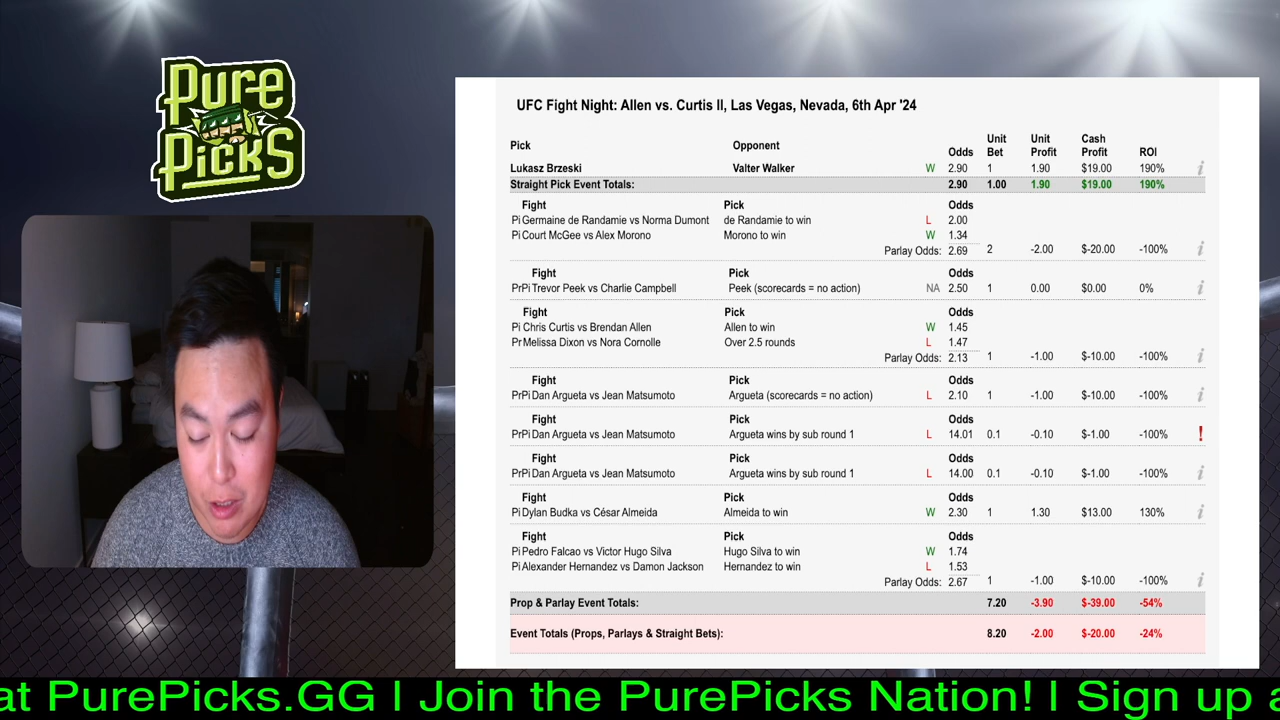 PURE
PICKS
UFC Fight Night: Allen vs. Curtis II, Las Vegas, Nevada, 6th Apr '24
Pick Opponent Odds Unit Bet Unit Profit Cash Profit ROI
Lukasz Brzeski Valter Walker W 2.90 1 1.90 $19.00 190% i
Straight Pick Event Totals: 2.90 1.00 1.90 $19.00 190%
Fight Pick Odds
Pi Germaine de Randamie vs Norma Dumont de Randamie to win L 2.00
Pi Court McGee vs Alex Morono Morono to win W 1.34
Parlay Odds: 2.69 2 -2.00 $-20.00 -100% i
Fight Pick Odds
PrPi Trevor Peek vs Charlie Campbell Peek (scorecards = no action) NA 2.50 1 0.00 $0.00 0% i
Fight Pick Odds
Pi Chris Curtis vs Brendan Allen Allen to win W 1.45
Pr Melissa Dixon vs Nora Cornolle Over 2.5 rounds L 1.47
Parlay Odds: 2.13 1 -1.00 $-10.00 -100% i
Fight Pick Odds
PrPi Dan Argueta vs Jean Matsumoto Argueta (scorecards = no action) L 2.10 1 -1.00 $-10.00 -100% i
Fight Pick Odds
PrPi Dan Argueta vs Jean Matsumoto Argueta wins by sub round 1 L 14.01 0.1 -0.10 $-1.00 -100% !
Fight Pick Odds
PrPi Dan Argueta vs Jean Matsumoto Argueta wins by sub round 1 L 14.00 0.1 -0.10 $-1.00 -100% i
Fight Pick Odds
Pi Dylan Budka vs César Almeida Almeida to win W 2.30 1 1.30 $13.00 130% i
Fight Pick Odds
Pi Pedro Falcao vs Victor Hugo Silva Hugo Silva to win W 1.74
Pi Alexander Hernandez vs Damon Jackson Hernandez to win L 1.53
Parlay Odds: 2.67 1 -1.00 $-10.00 -100% i
Prop & Parlay Event Totals: 7.20 -3.90 $-39.00 -54%
Event Totals (Props, Parlays & Straight Bets): 8.20 -2.00 $-20.00 -24%
at PurePicks.GG I Join the PurePicks Nation! I Sign up a